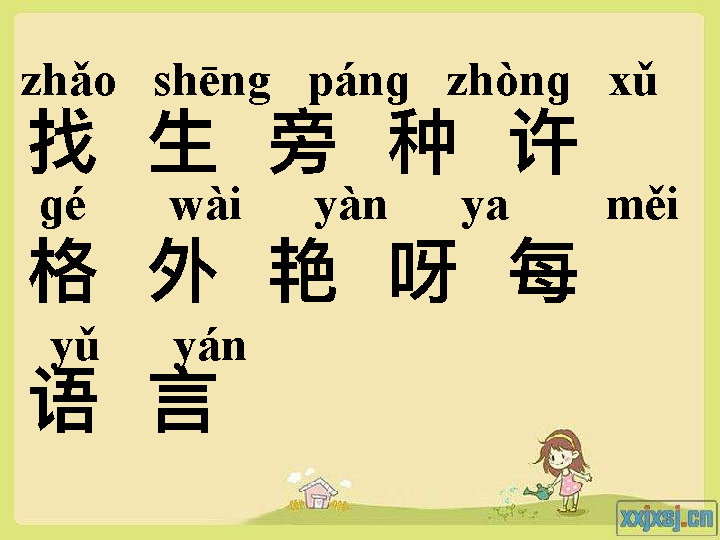 zhǎo shēng páng zhòng xǔ
找 生 旁 种 许
gé wài yàn ya měi
格 外 艳 呀 每
yǔ yán
语 言
xxjxsj.cn